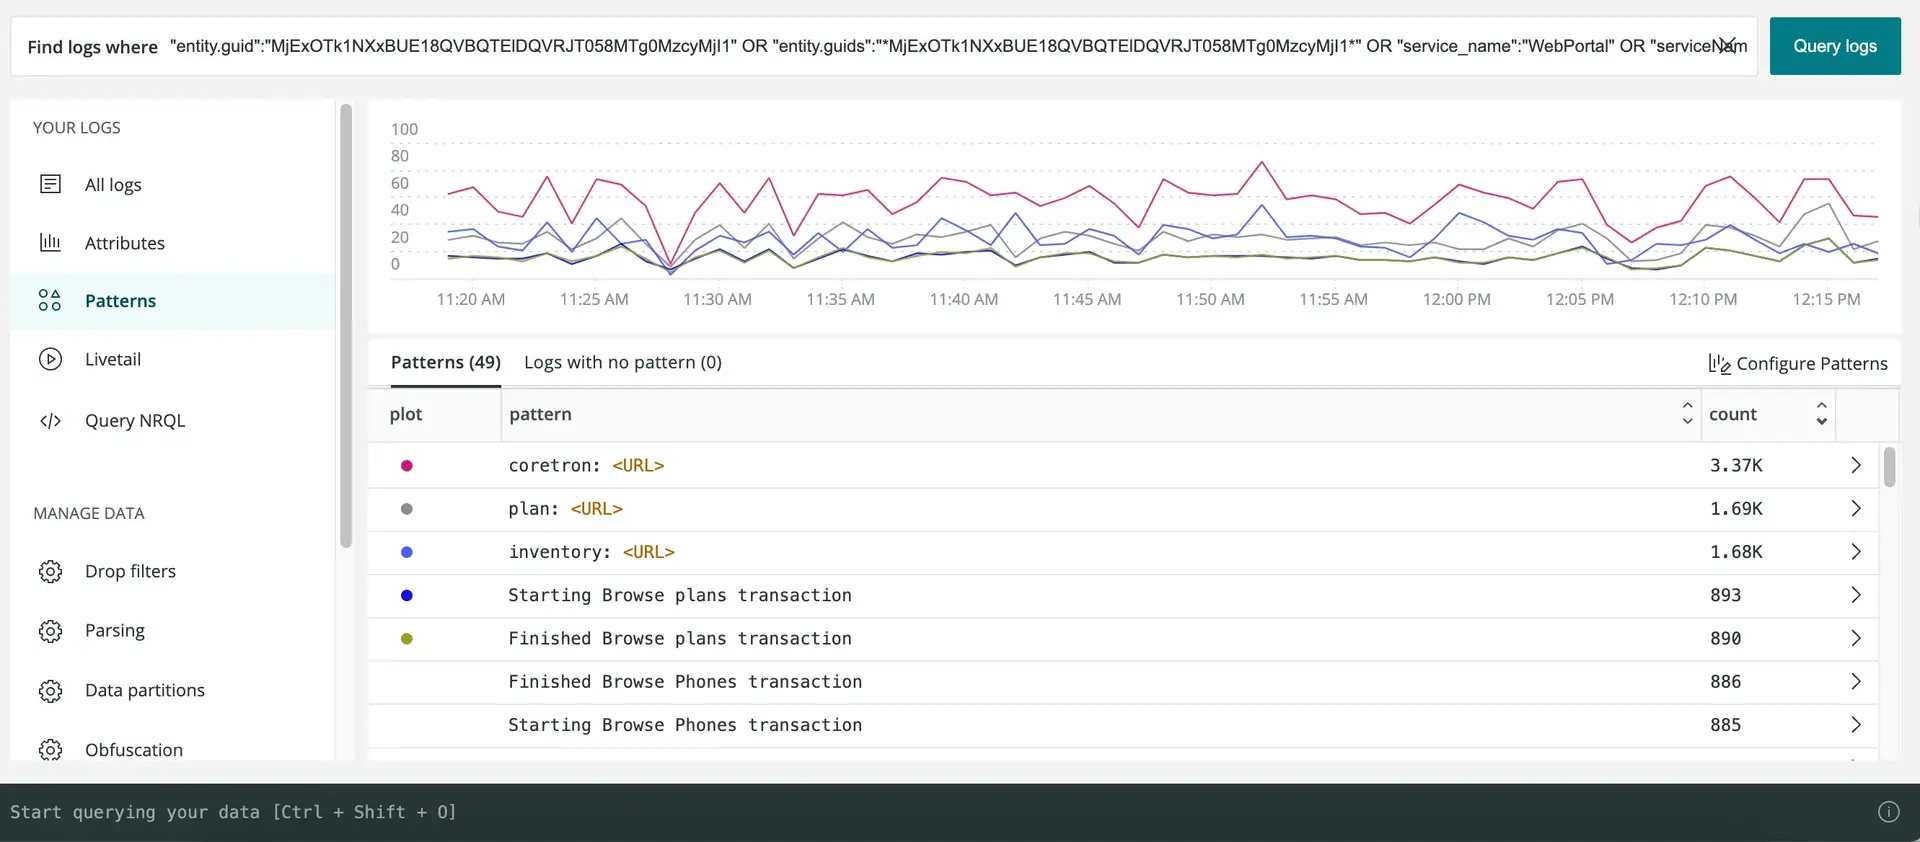 Find logs where "entity.guid":"MjExOTk1NXxBUE18QVBQTElDQVRJT058MTg0MzcyMjI1" OR "entity.guids":"*MjExOTk1NXxBUE18QVBQTElDQVRJT058MTg0MzcyMjI1*" OR "service_name":"WebPortal" OR "serviceNam
Query logs
YOUR LOGS
All logs
Attributes
Patterns
Livetail
Query NRQL
MANAGE DATA
Drop filters
Parsing
Data partitions
Obfuscation
100
80
60
40
20
0
11:20 AM 11:25 AM 11:30 AM 11:35 AM 11:40 AM 11:45 AM 11:50 AM 11:55 AM 12:00 PM 12:05 PM 12:10 PM 12:15 PM
Patterns (49) Logs with no pattern (0) Configure Patterns
plot pattern count
coretron: <URL> 3.37K
plan: <URL> 1.69K
inventory: <URL> 1.68K
Starting Browse plans transaction 893
Finished Browse plans transaction 890
Finished Browse Phones transaction 886
Starting Browse Phones transaction 885
Start querying your data [Ctrl + Shift + O]